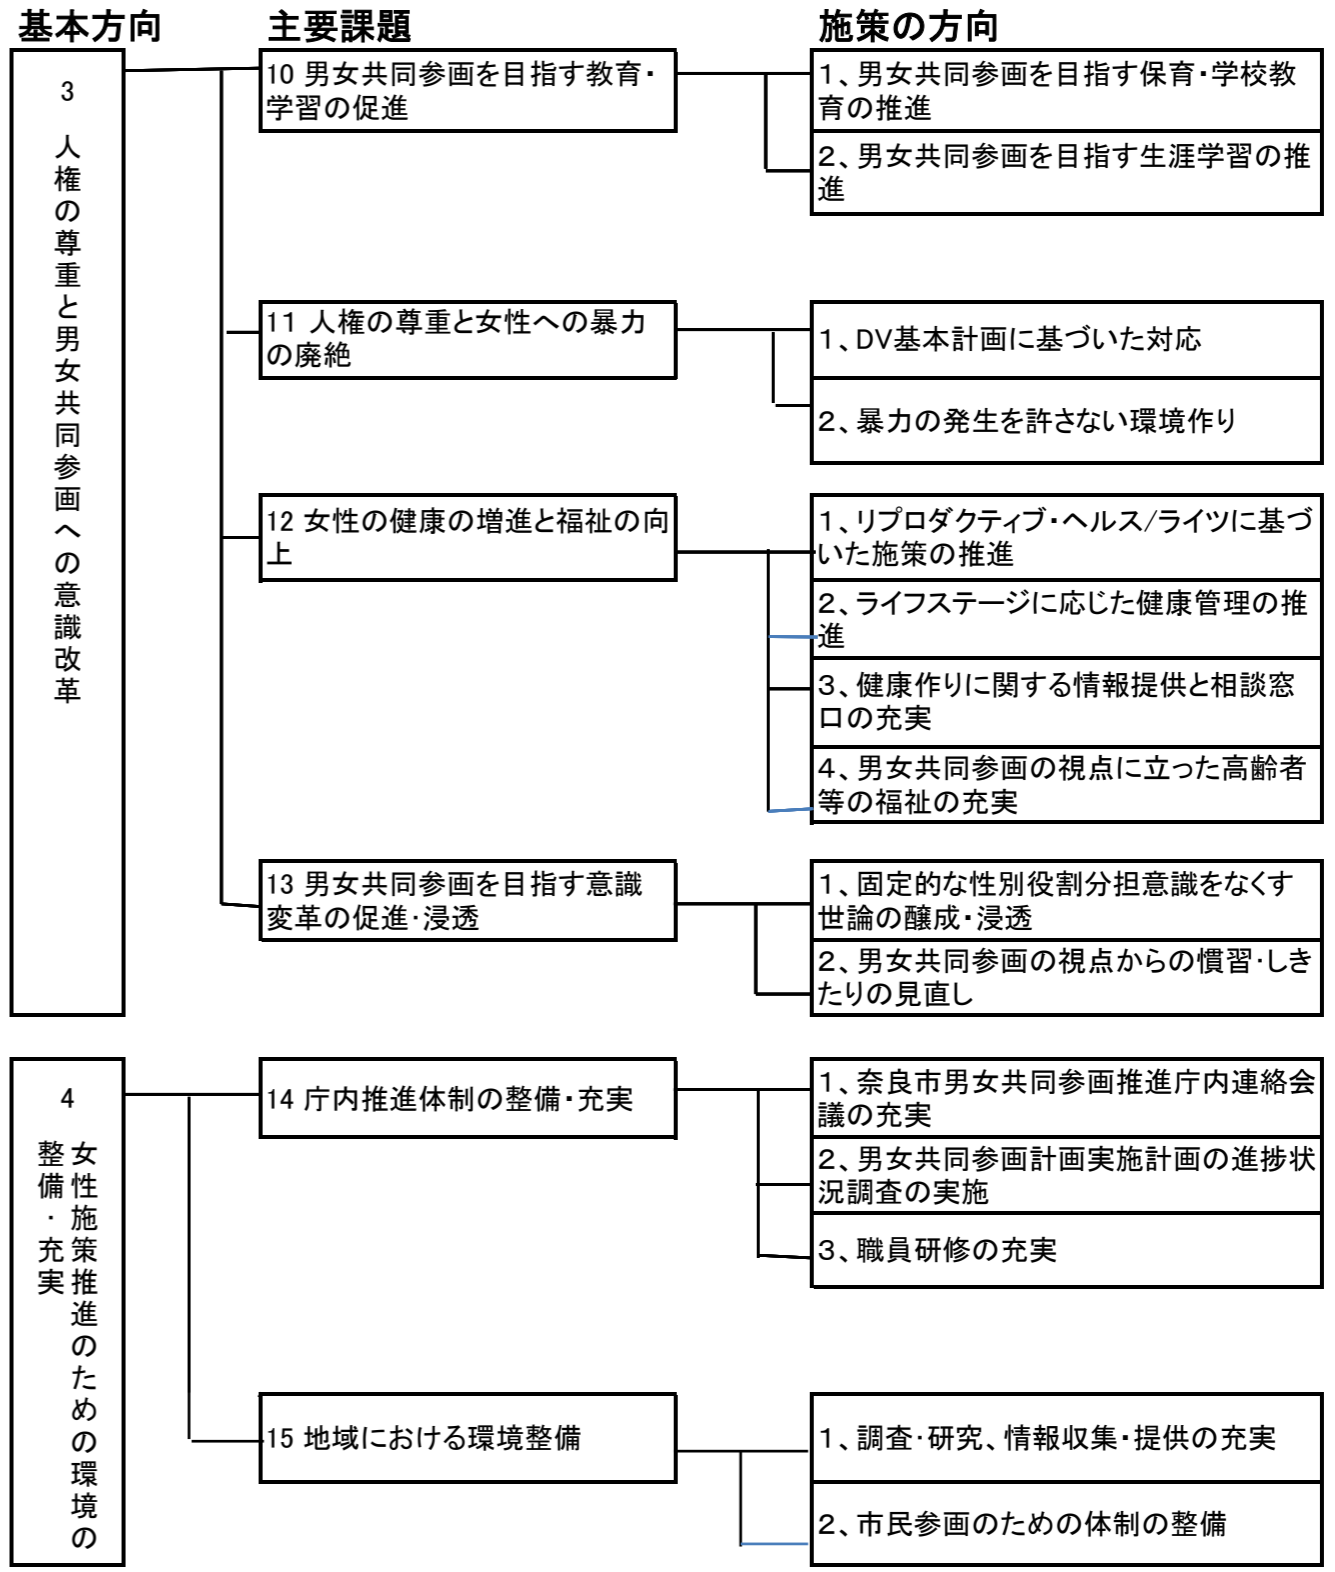 基本方向
主要課題
施策の方向
3 人権の尊重と男女共同参画への意識改革
10 男女共同参画を目指す教育・
学習の促進
1、男女共同参画を目指す保育・学校教
育の推進
2、男女共同参画を目指す生涯学習の推
進
11 人権の尊重と女性への暴力
の廃絶
1、DV基本計画に基づいた対応
2、暴力の発生を許さない環境作り
12 女性の健康の増進と福祉の向
上
1、リプロダクティブ・ヘルス/ライツに基づ
いた施策の推進
2、ライフステージに応じた健康管理の推
進
3、健康作りに関する情報提供と相談窓
口の充実
4、男女共同参画の視点に立った高齢者
等の福祉の充実
13 男女共同参画を目指す意識
変革の促進・浸透
1、固定的な性別役割分担意識をなくす
世論の醸成・浸透
2、男女共同参画の視点からの慣習・しき
たりの見直し
4 女性施策推進のための環境の
整備・充実
14 庁内推進体制の整備・充実
1、奈良市男女共同参画推進庁内連絡会
議の充実
2、男女共同参画計画実施計画の進捗状
況調査の実施
3、職員研修の充実
15 地域における環境整備
1、調査・研究、情報収集・提供の充実
2、市民参画のための体制の整備